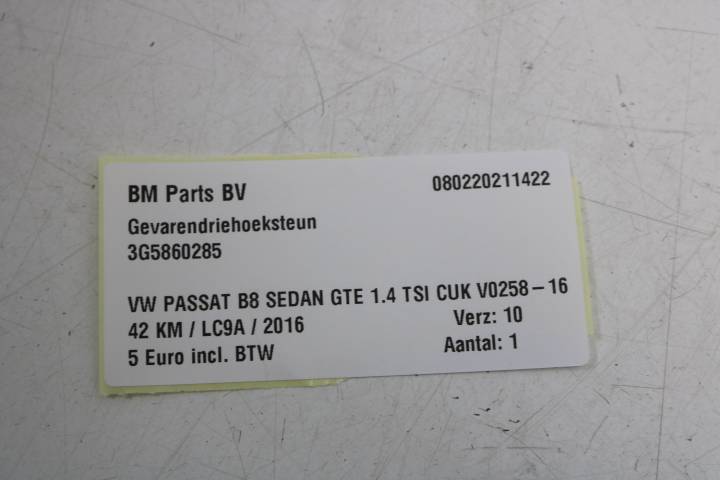 BM Parts BV 080220211422
Gevarendriehoeksteun
3G5860285
VW PASSAT B8 SEDAN GTE 1.4 TSI CUK V0258-16
42 KM / LC9A / 2016 Verz: 10
5 Euro incl. BTW Aantal: 1